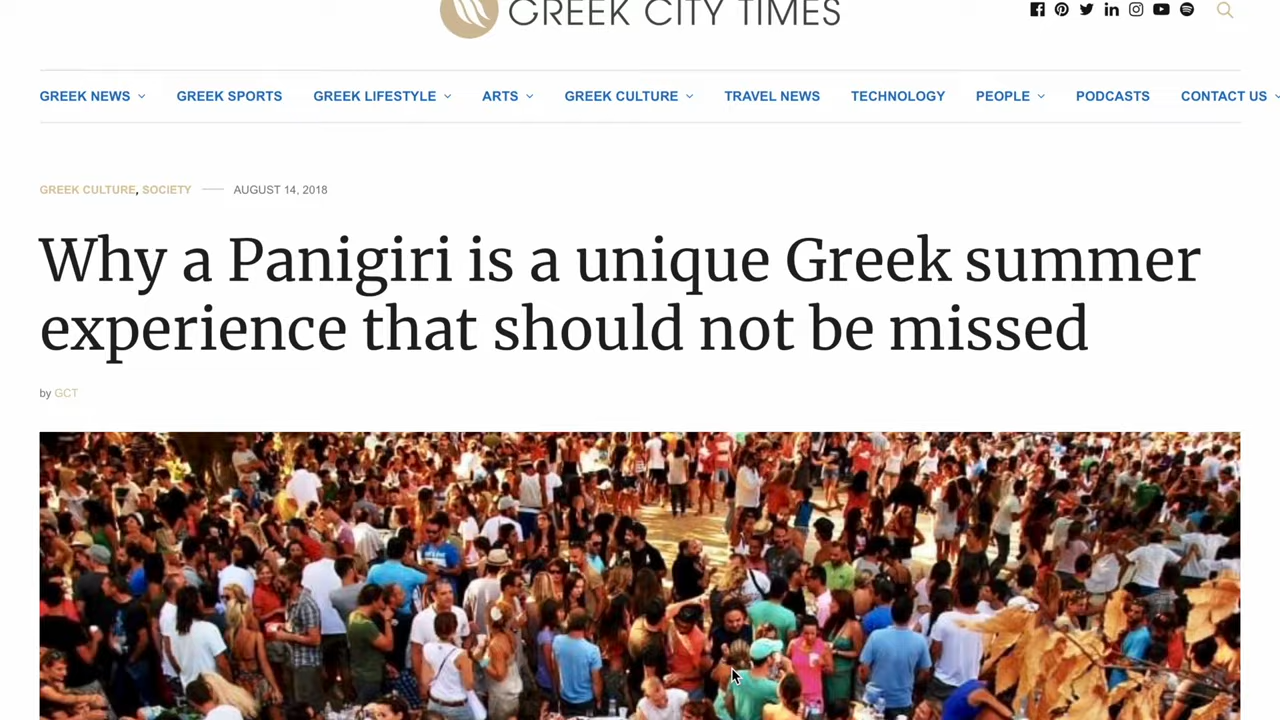 GREEK CITY TIMES
GREEK NEWS GREEK SPORTS GREEK LIFESTYLE ARTS GREEK CULTURE TRAVEL NEWS TECHNOLOGY PEOPLE PODCASTS CONTACT US
GREEK CULTURE, SOCIETY — AUGUST 14, 2018
Why a Panigiri is a unique Greek summer
experience that should not be missed
by GCT